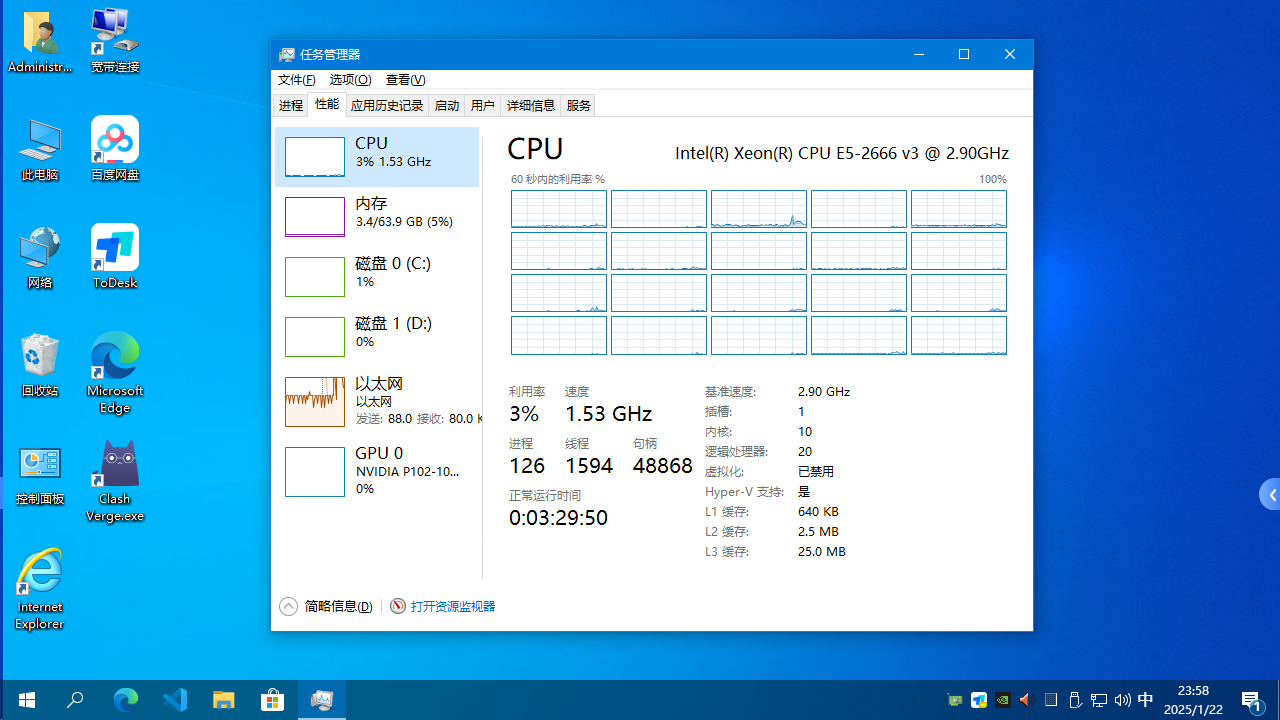 Administr...
宽带连接
此电脑
百度网盘
网络
ToDesk
回收站
Microsoft
Edge
控制面板
Clash
Verge.exe
Internet
Explorer
任务管理器
文件(F) 选项(O) 查看(V)
进程 性能 应用历史记录 启动 用户 详细信息 服务
CPU
3% 1.53 GHz
内存
3.4/63.9 GB (5%)
磁盘 0 (C:)
1%
磁盘 1 (D:)
0%
以太网
以太网
发送: 88.0 接收: 80.0 K
GPU 0
NVIDIA P102-10...
0%
CPU Intel(R) Xeon(R) CPU E5-2666 v3 @ 2.90GHz
60 秒内的利用率 % 100%
利用率 速度
3% 1.53 GHz
进程 线程 句柄
126 1594 48868
正常运行时间
0:03:29:50
基准速度: 2.90 GHz
插槽: 1
内核: 10
逻辑处理器: 20
虚拟化: 已禁用
Hyper-V 支持: 是
L1 缓存: 640 KB
L2 缓存: 2.5 MB
L3 缓存: 25.0 MB
简略信息(D) 打开资源监视器
中
23:58
2025/1/22
1